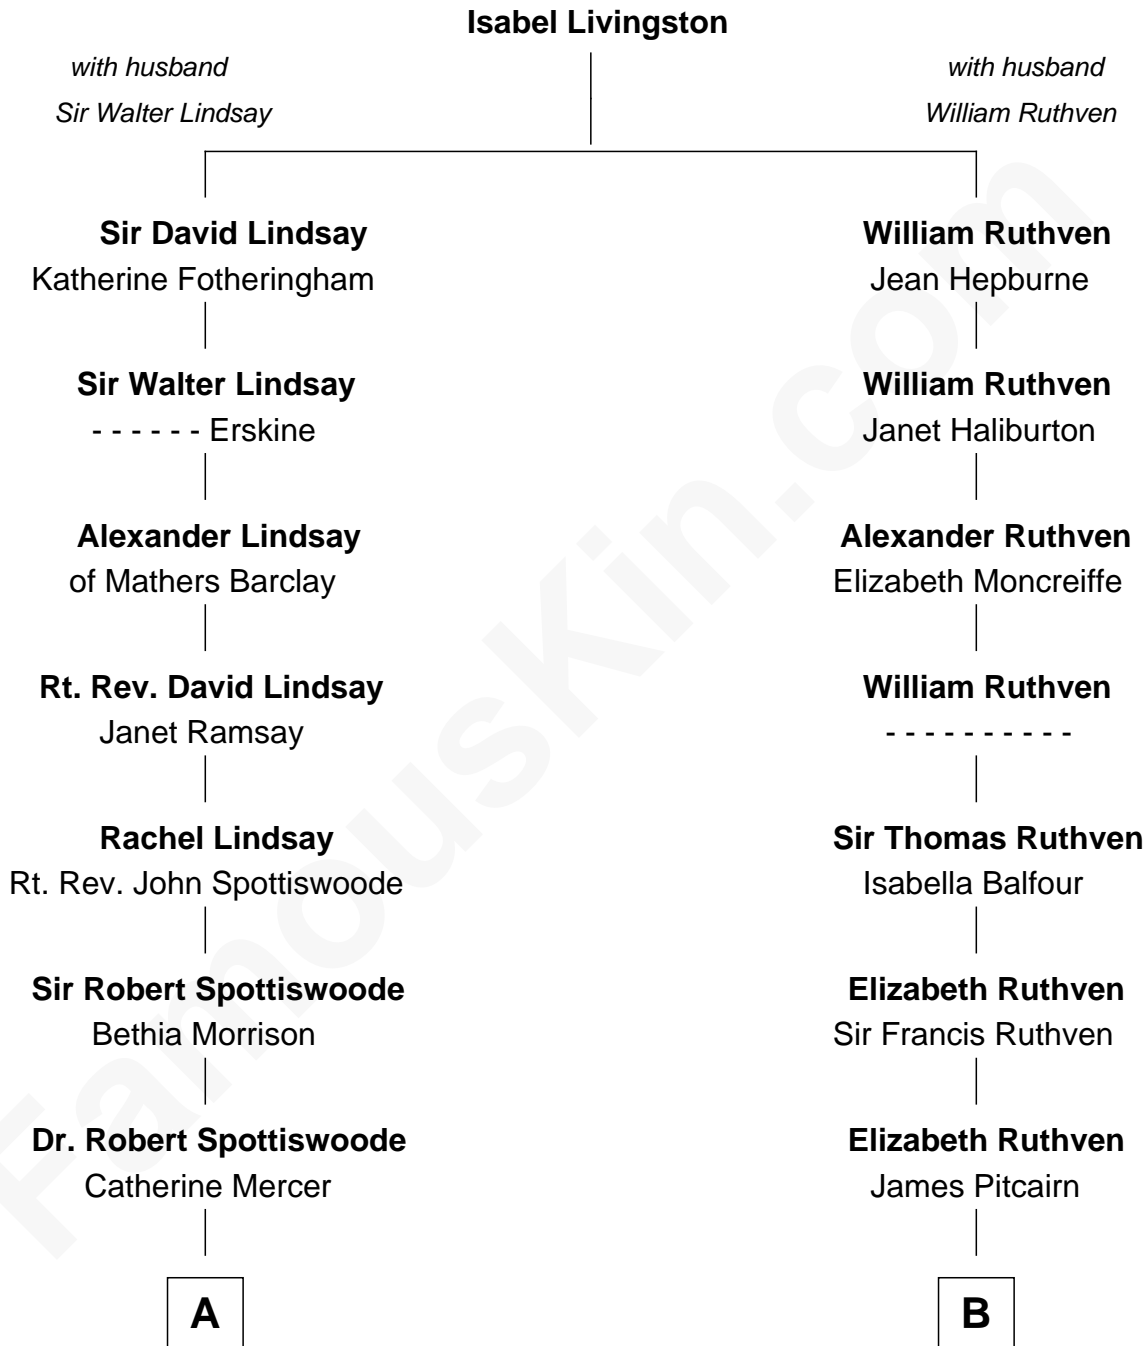 Isabel Livingston
with husband
Sir Walter Lindsay
with husband
William Ruthven
Sir David Lindsay
Katherine Fotheringham
Sir Walter Lindsay
- - - - - - Erskine
Alexander Lindsay
of Mathers Barclay
Rt. Rev. David Lindsay
Janet Ramsay
Rachel Lindsay
Rt. Rev. John Spottiswoode
Sir Robert Spottiswoode
Bethia Morrison
Dr. Robert Spottiswoode
Catherine Mercer
A
William Ruthven
Jean Hepburne
William Ruthven
Janet Haliburton
Alexander Ruthven
Elizabeth Moncreiffe
William Ruthven
- - - - - - - - - -
Sir Thomas Ruthven
Isabella Balfour
Elizabeth Ruthven
Sir Francis Ruthven
Elizabeth Ruthven
James Pitcairn
B
FamousKin.com